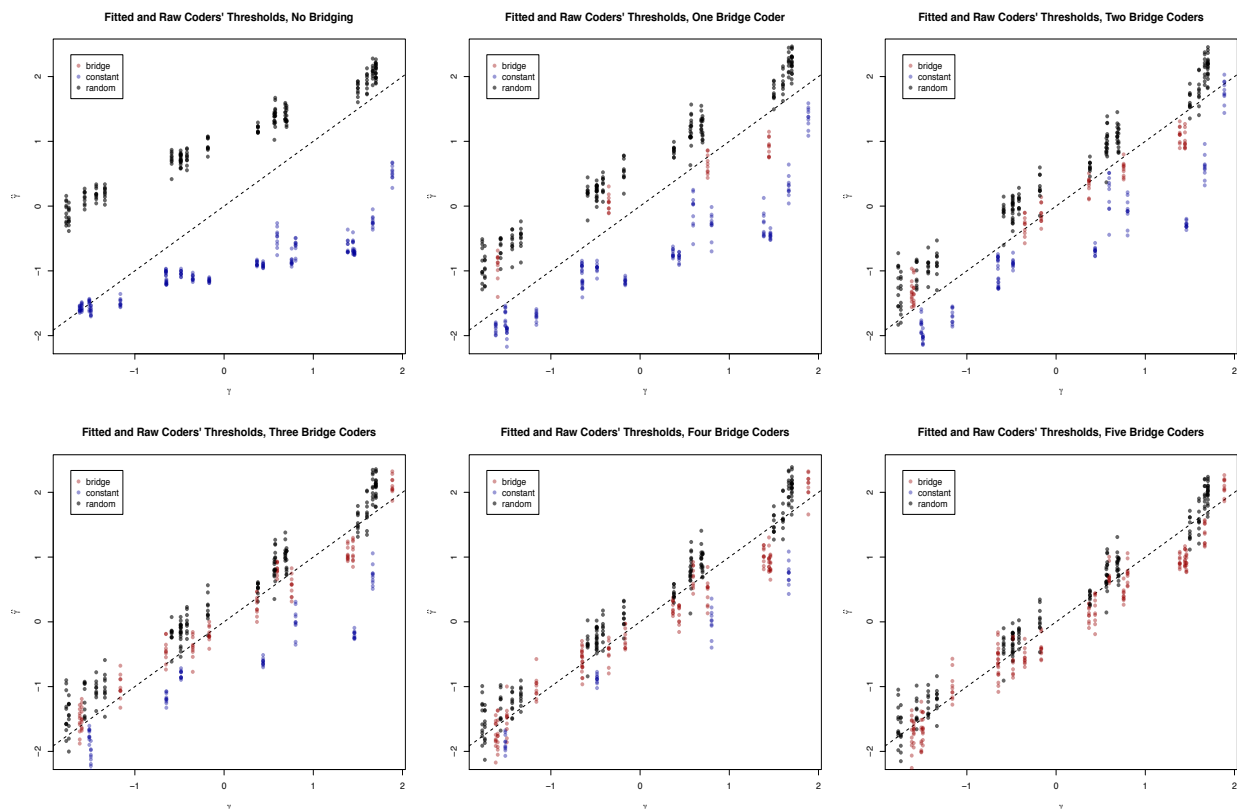 Fitted and Raw Coders' Thresholds, No Bridging
bridge
constant
random
2
1
0
−1
−2
−1
0
1
2
γ̂
γ
Fitted and Raw Coders' Thresholds, One Bridge Coder
bridge
constant
random
2
1
0
−1
−2
−1
0
1
2
γ̂
γ
Fitted and Raw Coders' Thresholds, Two Bridge Coders
bridge
constant
random
2
1
0
−1
−2
−1
0
1
2
γ̂
γ
Fitted and Raw Coders' Thresholds, Three Bridge Coders
bridge
constant
random
2
1
0
−1
−2
−1
0
1
2
γ̂
γ
Fitted and Raw Coders' Thresholds, Four Bridge Coders
bridge
constant
random
2
1
0
−1
−2
−1
0
1
2
γ̂
γ
Fitted and Raw Coders' Thresholds, Five Bridge Coders
bridge
constant
random
2
1
0
−1
−2
−1
0
1
2
γ̂
γ